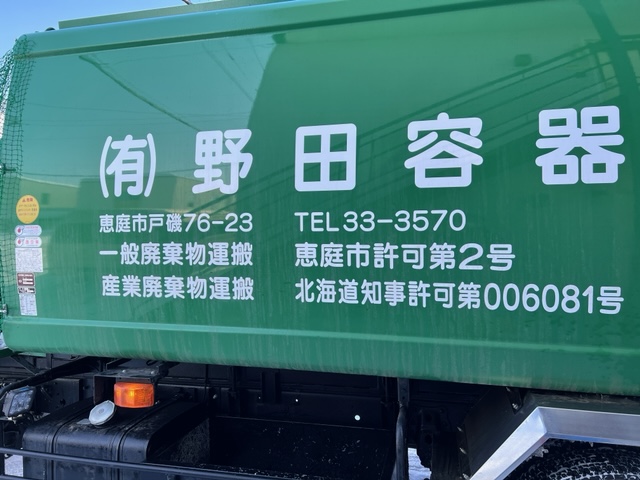 (有)野田容器
恵庭市戸磯76-23 TEL33-3570
一般廃棄物運搬 恵庭市許可第2号
産業廃棄物運搬 北海道知事許可第006081号